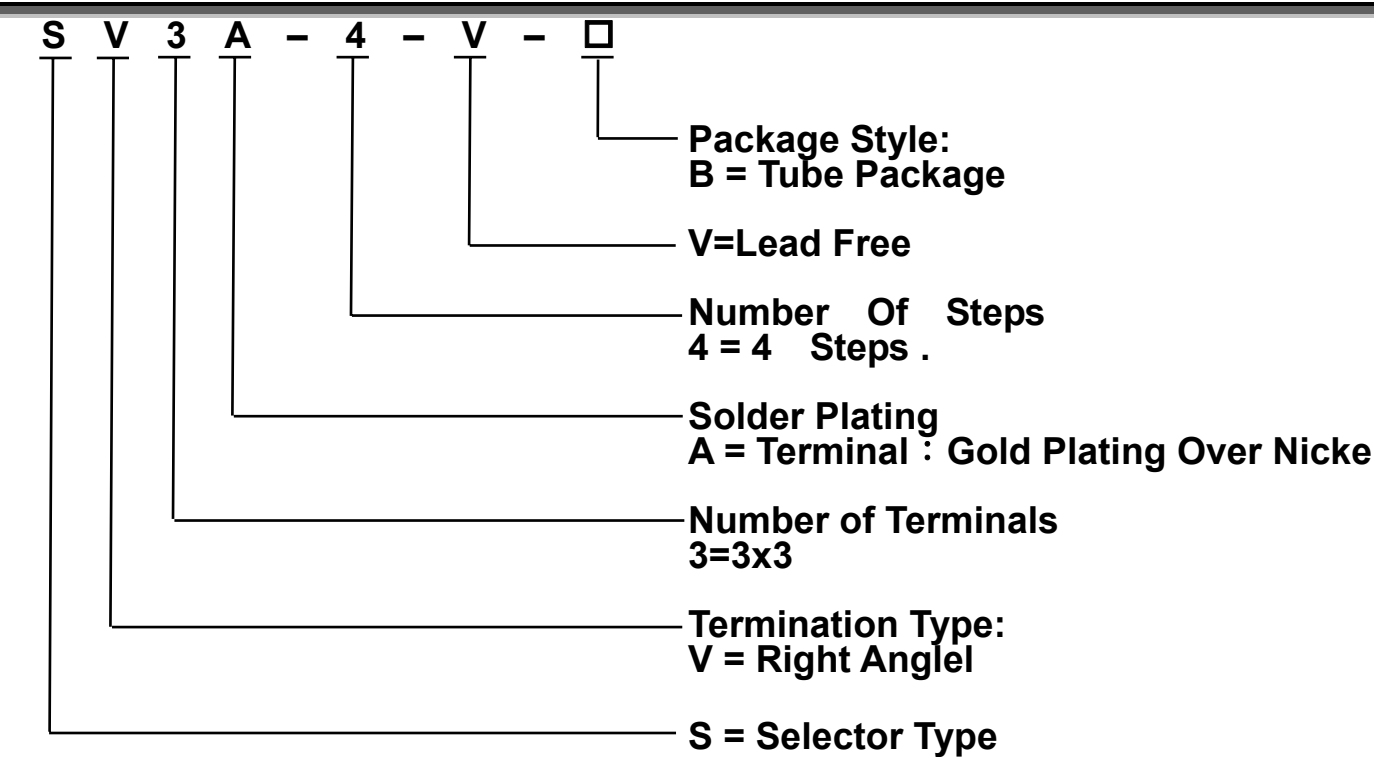 S V 3 A – 4 – V – □
Package Style:
B = Tube Package
V=Lead Free
Number Of Steps
4 = 4 Steps .
Solder Plating
A = Terminal：Gold Plating Over Nicke
Number of Terminals
3=3x3
Termination Type:
V = Right Anglel
S = Selector Type